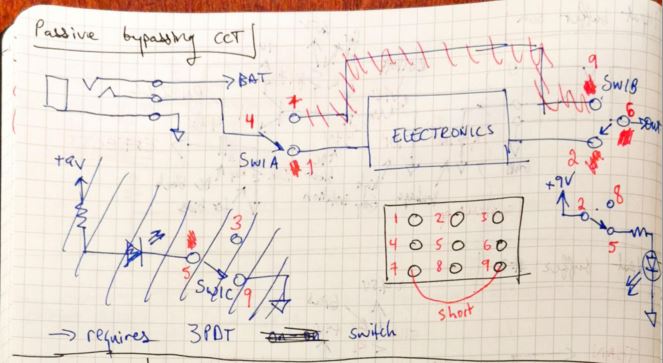 Passive bypassing CCT
→ BAT
4
7
1
SW1A
ELECTRONICS
9
SW1B
6
→ Out
2
+9V
3
5
SW1C
9
1 2 3
4 5 6
7 8 9
short
+9V
8
2
5
→ requires 3PDT switch